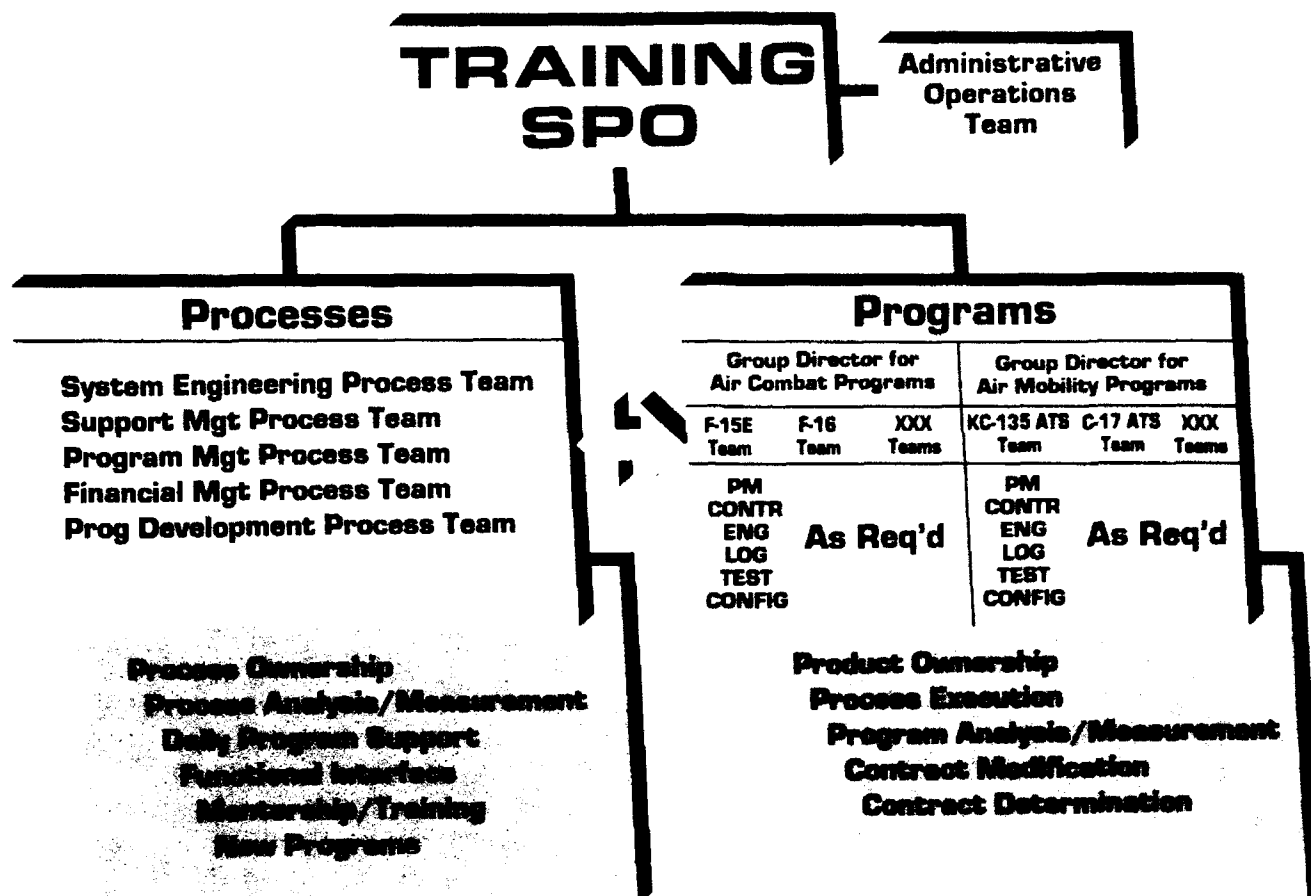 TRAINING
SPO
Administrative
Operations
Team
Processes
System Engineering Process Team
Support Mgt Process Team
Program Mgt Process Team
Financial Mgt Process Team
Prog Development Process Team
Process Ownership
Process Analysis/Measurement
Daily Program Support
Functional Interface
Mentorship/Training
New Programs
Programs
Group Director for
Air Combat Programs
F-15E
Team
F-16
Team
XXX
Teams
PM
CONTR
ENG
LOG
TEST
CONFIG
As Req'd
Group Director for
Air Mobility Programs
KC-135 ATS
Team
C-17 ATS
Team
XXX
Teams
PM
CONTR
ENG
LOG
TEST
CONFIG
As Req'd
Product Ownership
Process Execution
Program Analysis/Measurement
Contract Modification
Contract Determination